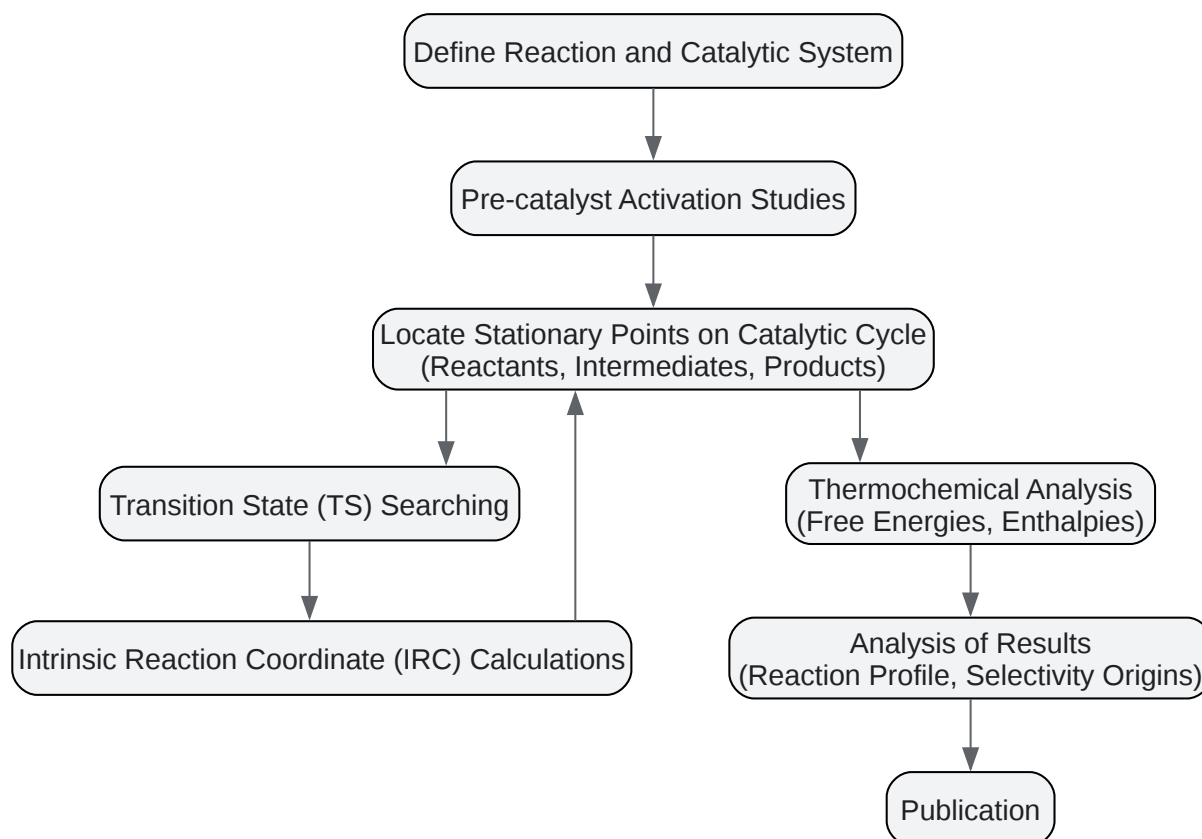 Define Reaction and Catalytic System
Pre-catalyst Activation Studies
Locate Stationary Points on Catalytic Cycle
(Reactants, Intermediates, Products)
Transition State (TS) Searching
Thermochemical Analysis
(Free Energies, Enthalpies)
Intrinsic Reaction Coordinate (IRC) Calculations
Analysis of Results
(Reaction Profile, Selectivity Origins)
Publication